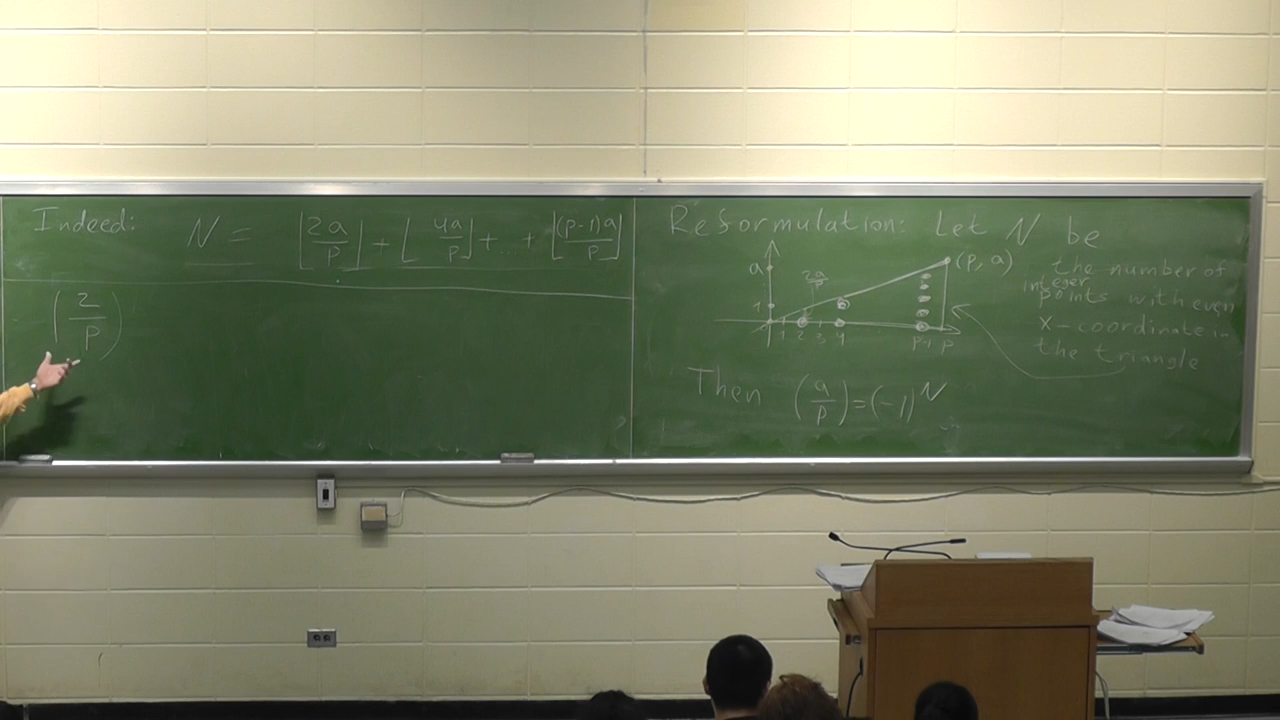 Indeed: N = ⌊2a/p⌋ + ⌊4a/p⌋ + ... + ⌊(p-1)a/p⌋
(2/p)
Reformulation: Let N be
the number of
integer
points with even
x-coordinate in
the triangle
a
2a/p
(p, a)
1
1 2 3 4 p-1 p
Then (a/p) = (-1)^N